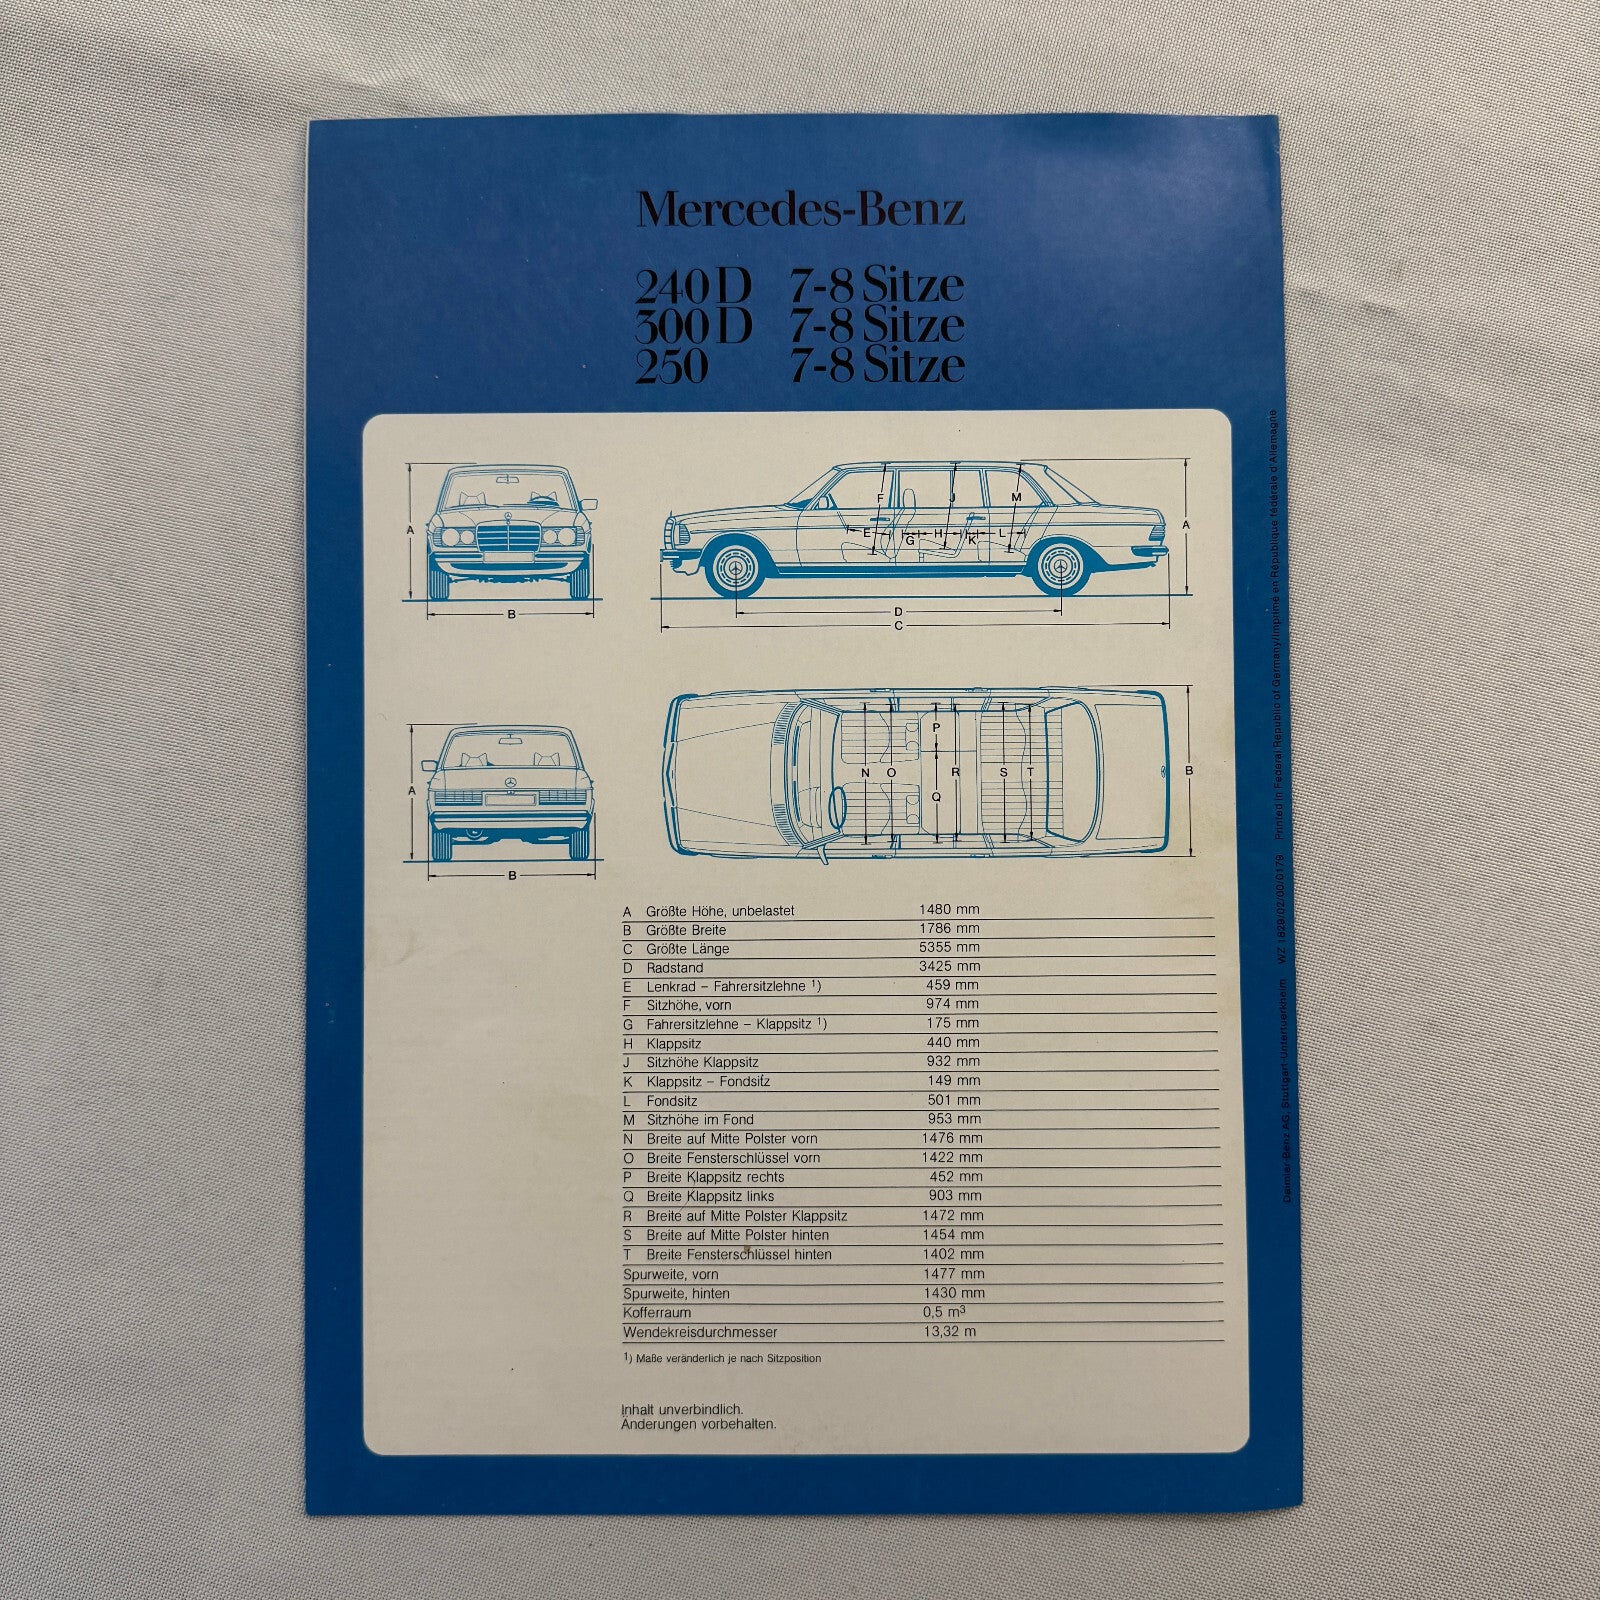 Mercedes-Benz
240 D 7-8 Sitze
300 D 7-8 Sitze
250 7-8 Sitze
A
B
F
J
M
E
G
H
K
L
A
D
C
A
B
P
N
O
R
S
T
Q
B
A Größte Höhe, unbelastet 1480 mm
B Größte Breite 1786 mm
C Größte Länge 5355 mm
D Radstand 3425 mm
E Lenkrad – Fahrersitzlehne ¹) 459 mm
F Sitzhöhe, vorn 974 mm
G Fahrersitzlehne – Klappsitz ¹) 175 mm
H Klappsitz 440 mm
J Sitzhöhe Klappsitz 932 mm
K Klappsitz – Fondsitz 149 mm
L Fondsitz 501 mm
M Sitzhöhe im Fond 953 mm
N Breite auf Mitte Polster vorn 1476 mm
O Breite Fensterschlüssel vorn 1422 mm
P Breite Klappsitz rechts 452 mm
Q Breite Klappsitz links 903 mm
R Breite auf Mitte Polster Klappsitz 1472 mm
S Breite auf Mitte Polster hinten 1454 mm
T Breite Fensterschlüssel hinten 1402 mm
Spurweite, vorn 1477 mm
Spurweite, hinten 1430 mm
Kofferraum 0,5 m³
Wendekreisdurchmesser 13,32 m
¹) Maße veränderlich je nach Sitzposition
Inhalt unverbindlich.
Änderungen vorbehalten.
Daimler-Benz AG, Stuttgart-Untertuerkheim WZ 1829/02/00/0179 Printed in Federal Republic of Germany/Imprimé en République fédérale d'Allemagne